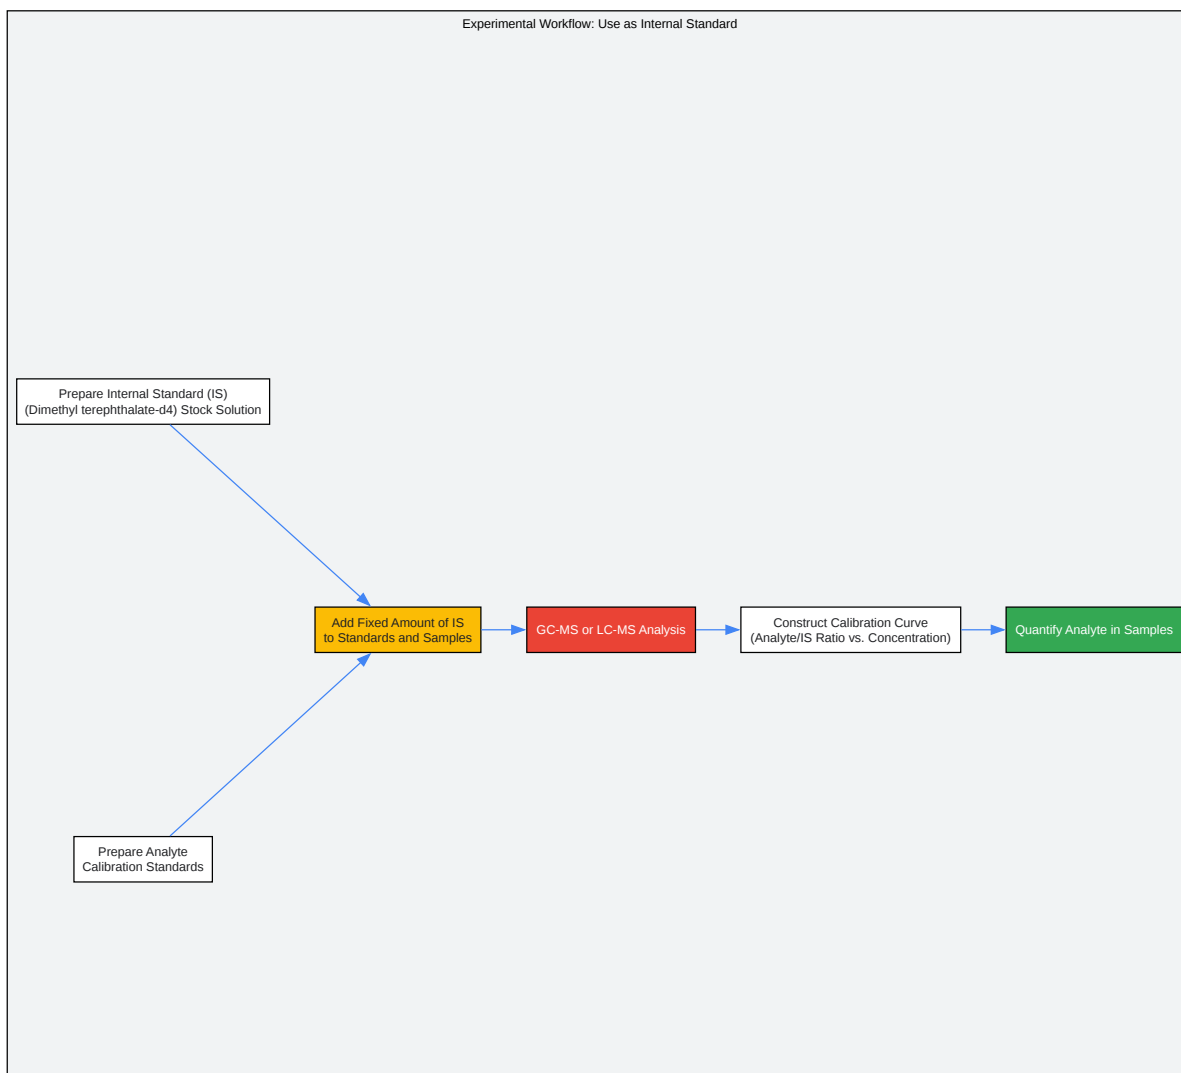 Experimental Workflow: Use as Internal Standard
Prepare Internal Standard (IS)
(Dimethyl terephthalate-d4) Stock Solution
Add Fixed Amount of IS
to Standards and Samples
GC-MS or LC-MS Analysis
Construct Calibration Curve
(Analyte/IS Ratio vs. Concentration)
Quantify Analyte in Samples
Prepare Analyte
Calibration Standards